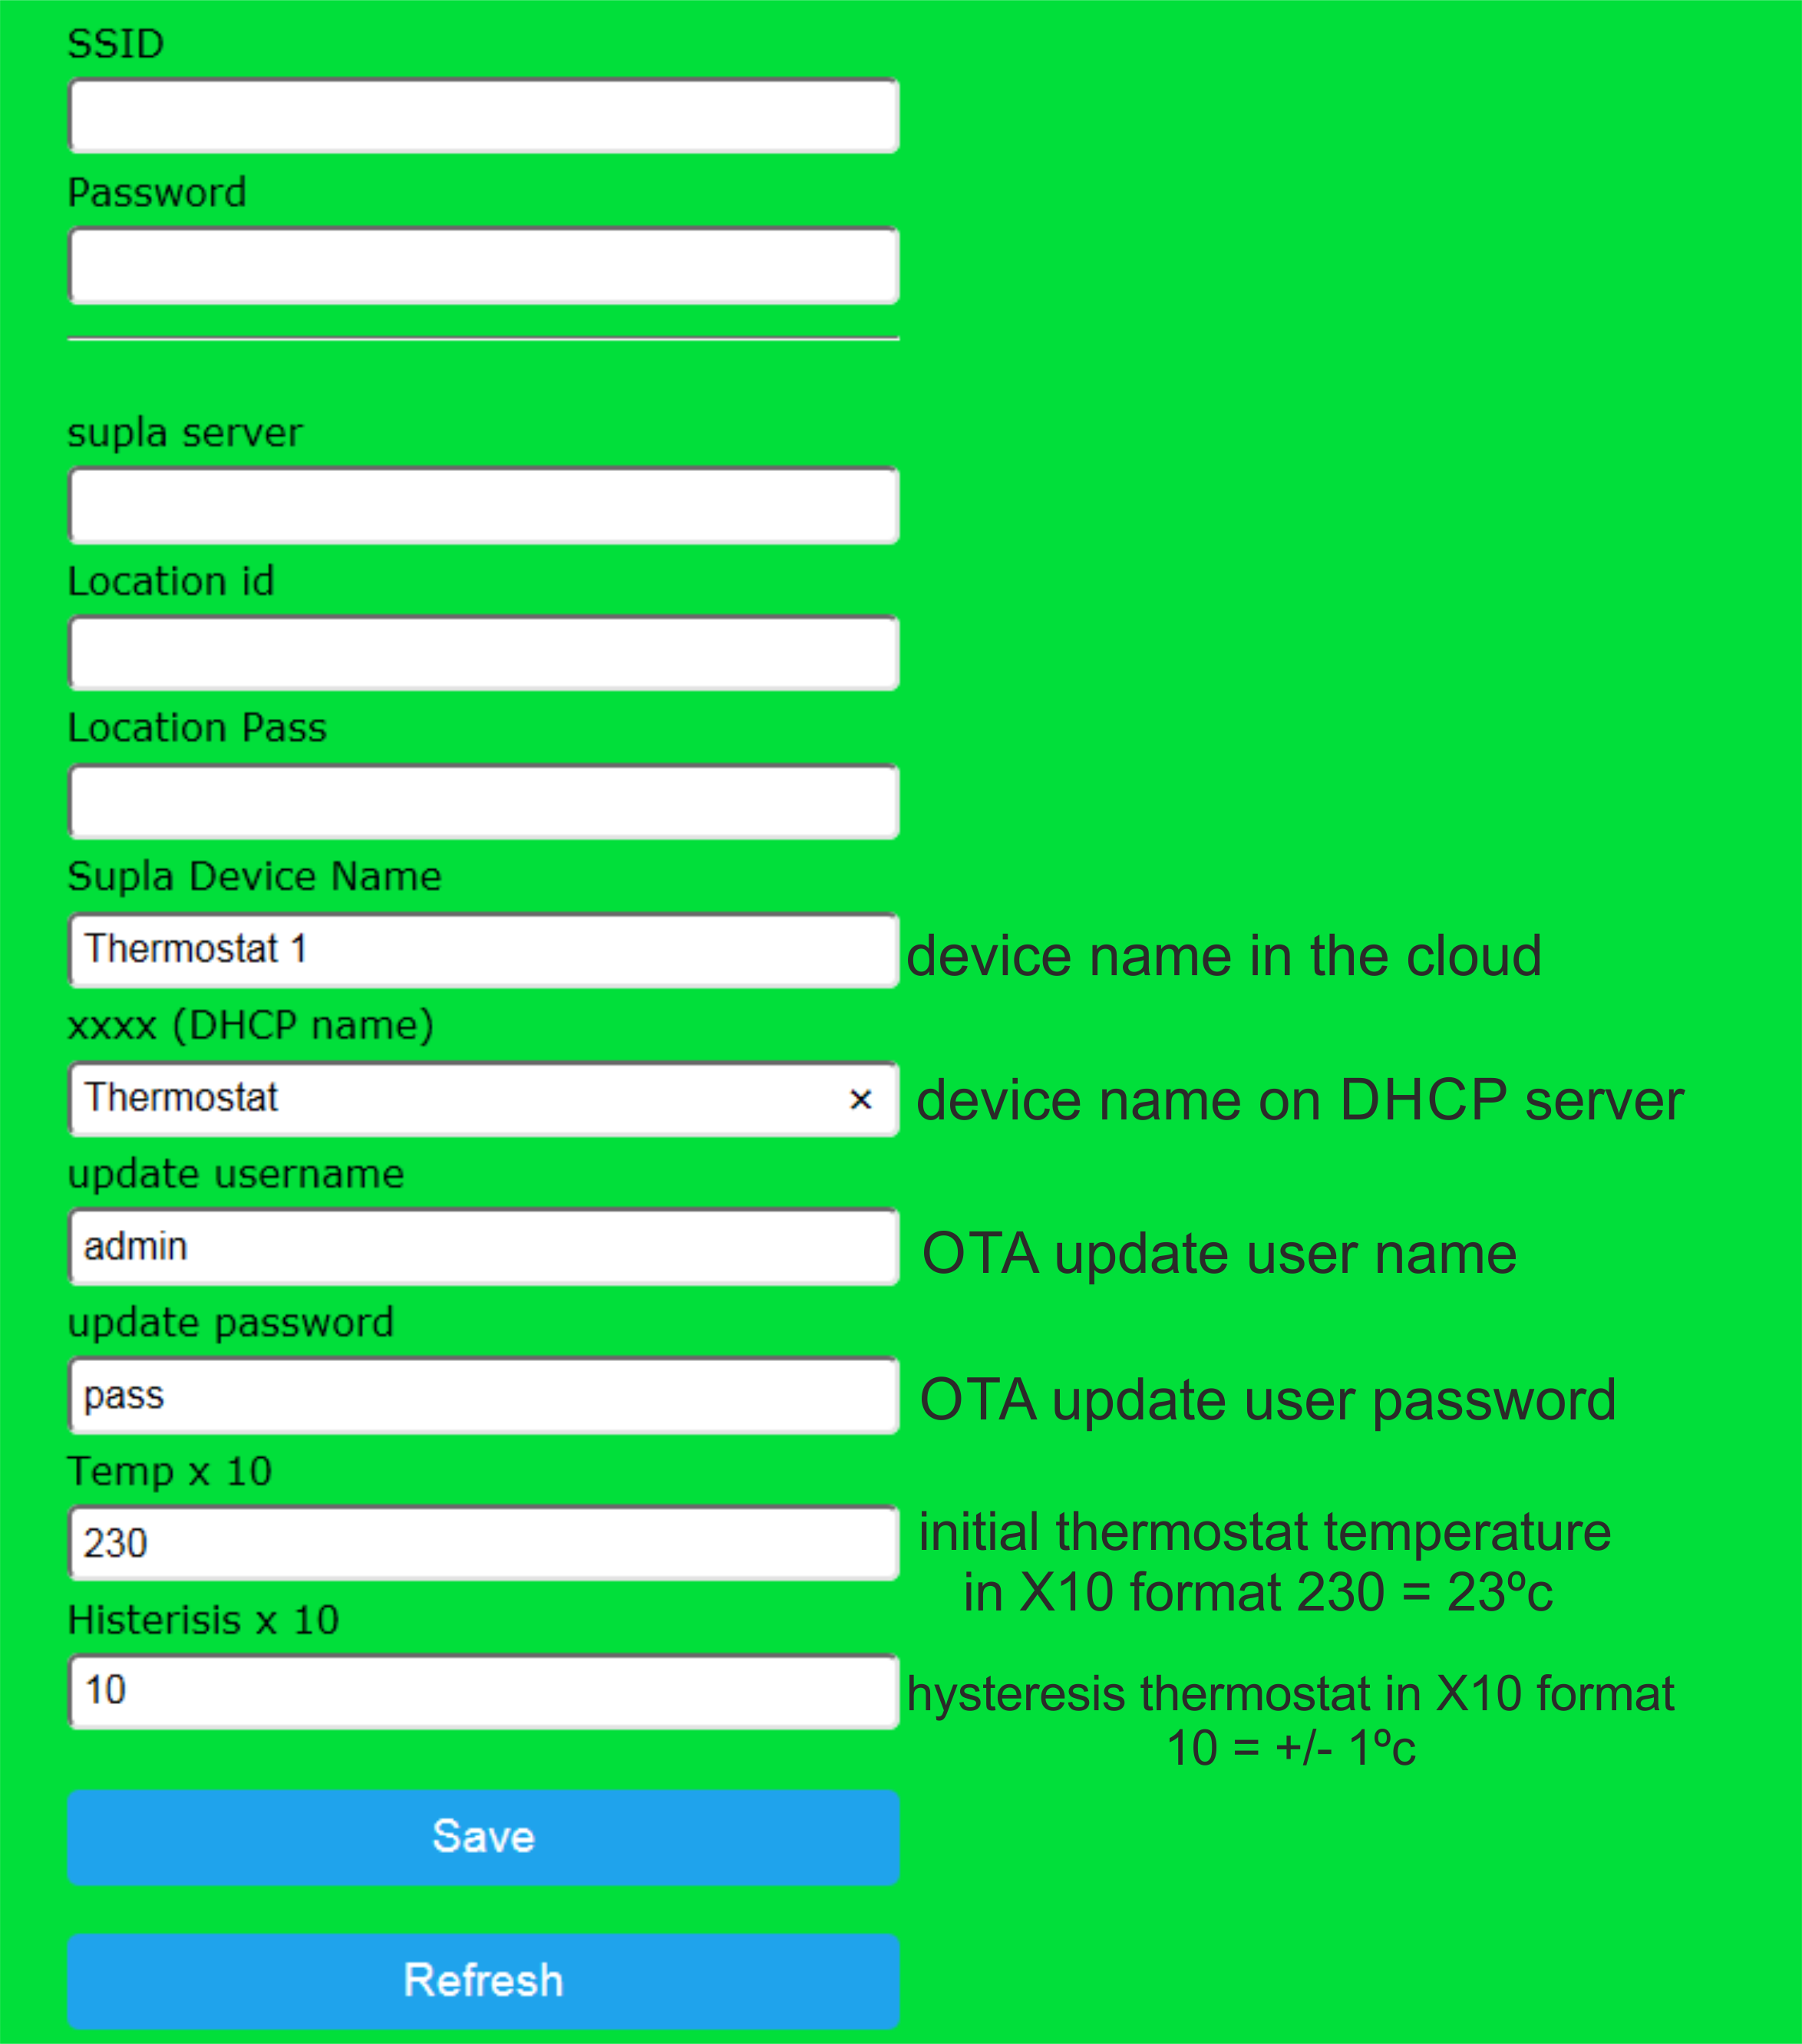 SSID
Password
supla server
Location id
Location Pass
Supla Device Name
Thermostat 1
device name in the cloud
xxxx (DHCP name)
Thermostat ×
device name on DHCP server
update username
admin
OTA update user name
update password
pass
OTA update user password
Temp x 10
230
initial thermostat temperature
in X10 format 230 = 23ºc
Histerisis x 10
10
hysteresis thermostat in X10 format
10 = +/- 1ºc
Save
Refresh